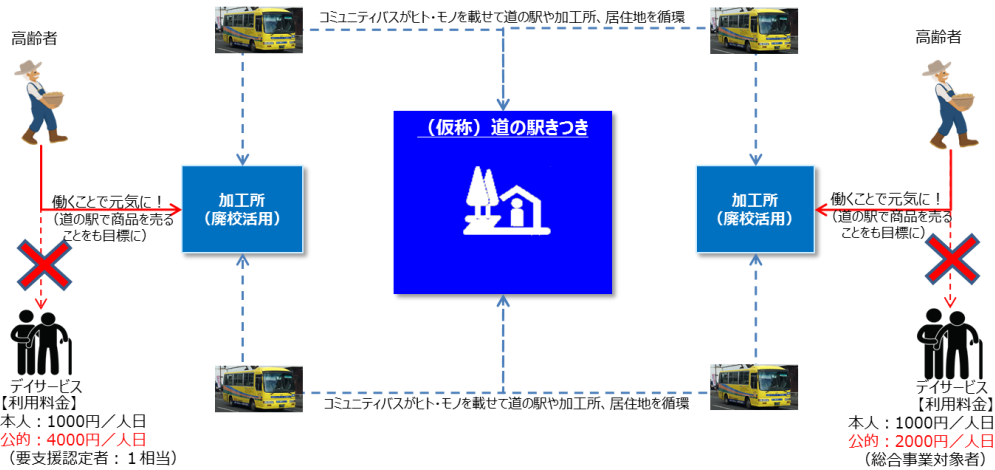 コミュニティバスがヒト・モノを載せて道の駅や加工所、居住地を循環
高齢者
高齢者
（仮称）道の駅きつき
加工所
（廃校活用）
加工所
（廃校活用）
働くことで元気に！
（道の駅で商品を売る
ことをも目標に）
働くことで元気に！
（道の駅で商品を売る
ことをも目標に）
コミュニティバスがヒト・モノを載せて道の駅や加工所、居住地を循環
デイサービス
【利用料金】
本人：1000円／人日
公的：4000円／人日
（要支援認定者：１相当）
デイサービス
【利用料金】
本人：1000円／人日
公的：2000円／人日
（総合事業対象者）